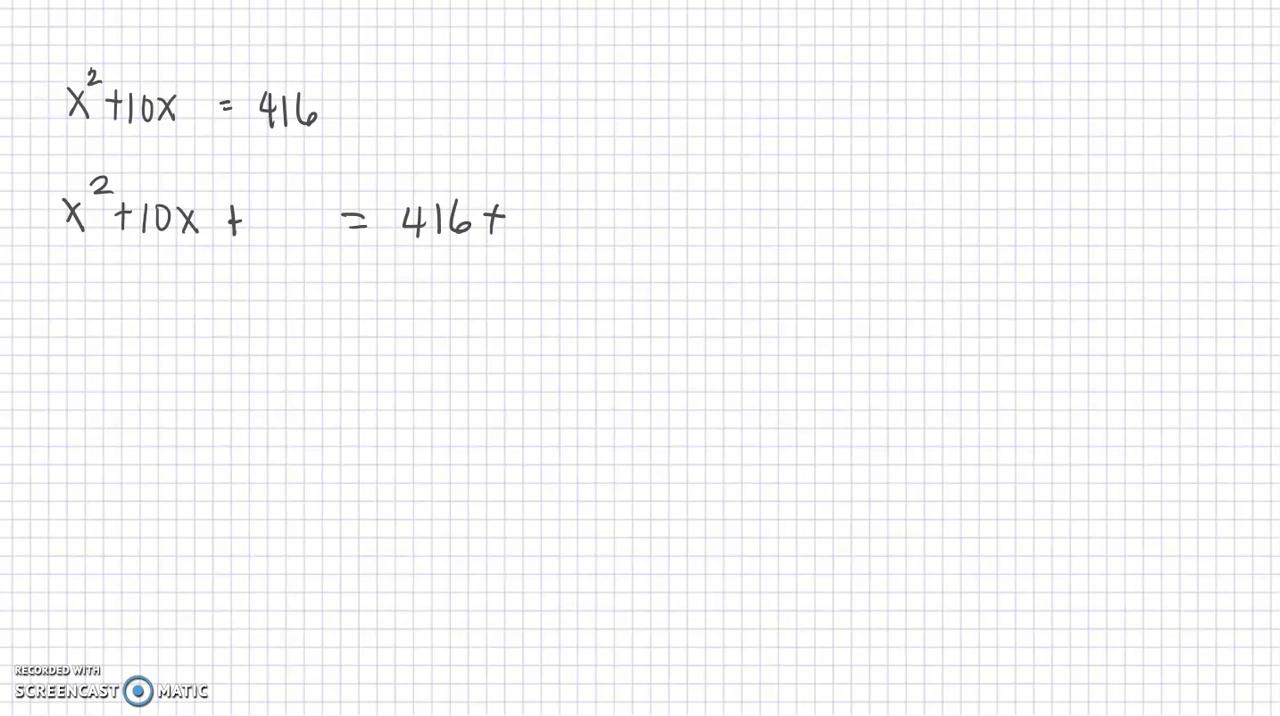 x² + 10x = 416
x² + 10x + = 416 +
RECORDED WITH
SCREENCAST MATIC